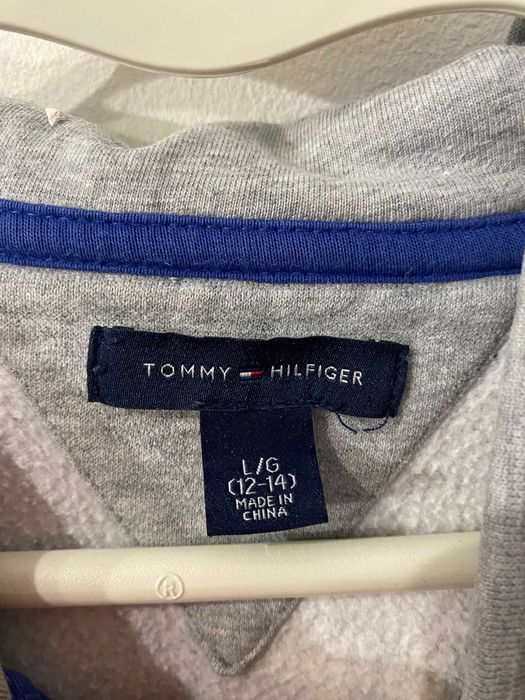 TOMMY HILFIGER
L/G
(12-14)
MADE IN
CHINA
®